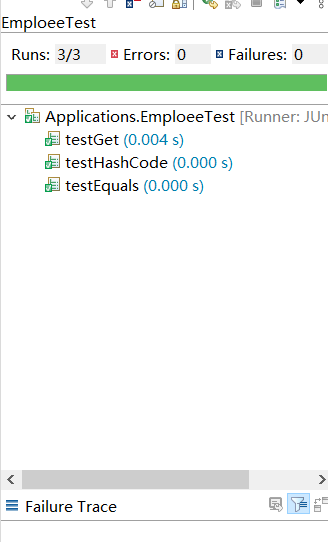 EmploeeTest
Runs: 3/3 Errors: 0 Failures: 0
Applications.EmploeeTest [Runner: JUn
testGet (0.004 s)
testHashCode (0.000 s)
testEquals (0.000 s)
Failure Trace